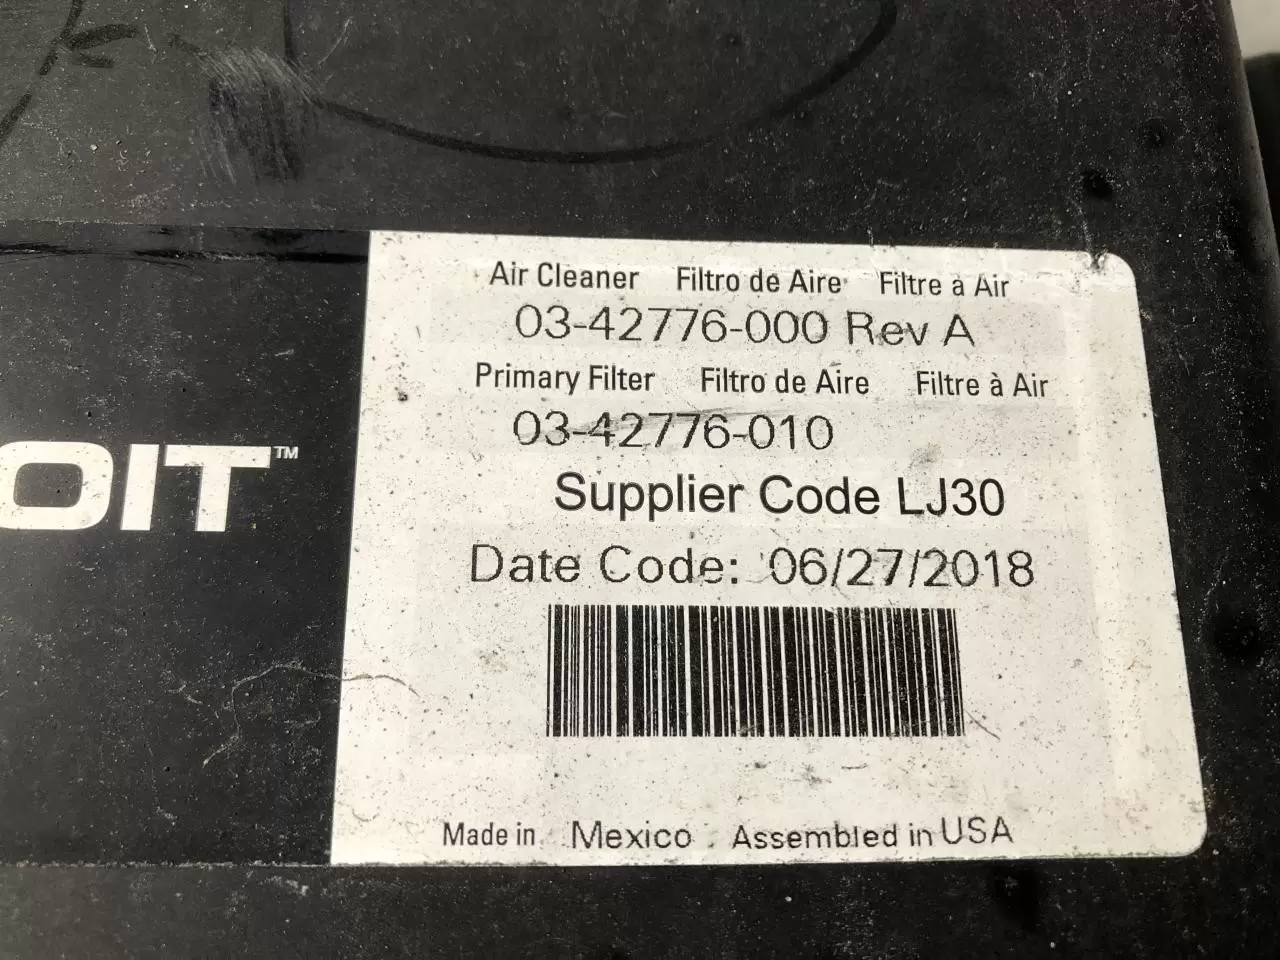 Air Cleaner Filtro de Aire Filtre à Air
03-42776-000 Rev A
Primary Filter Filtro de Aire Filtre à Air
03-42776-010
OIT™
Supplier Code LJ30
Date Code: 06/27/2018
Made in Mexico Assembled in USA